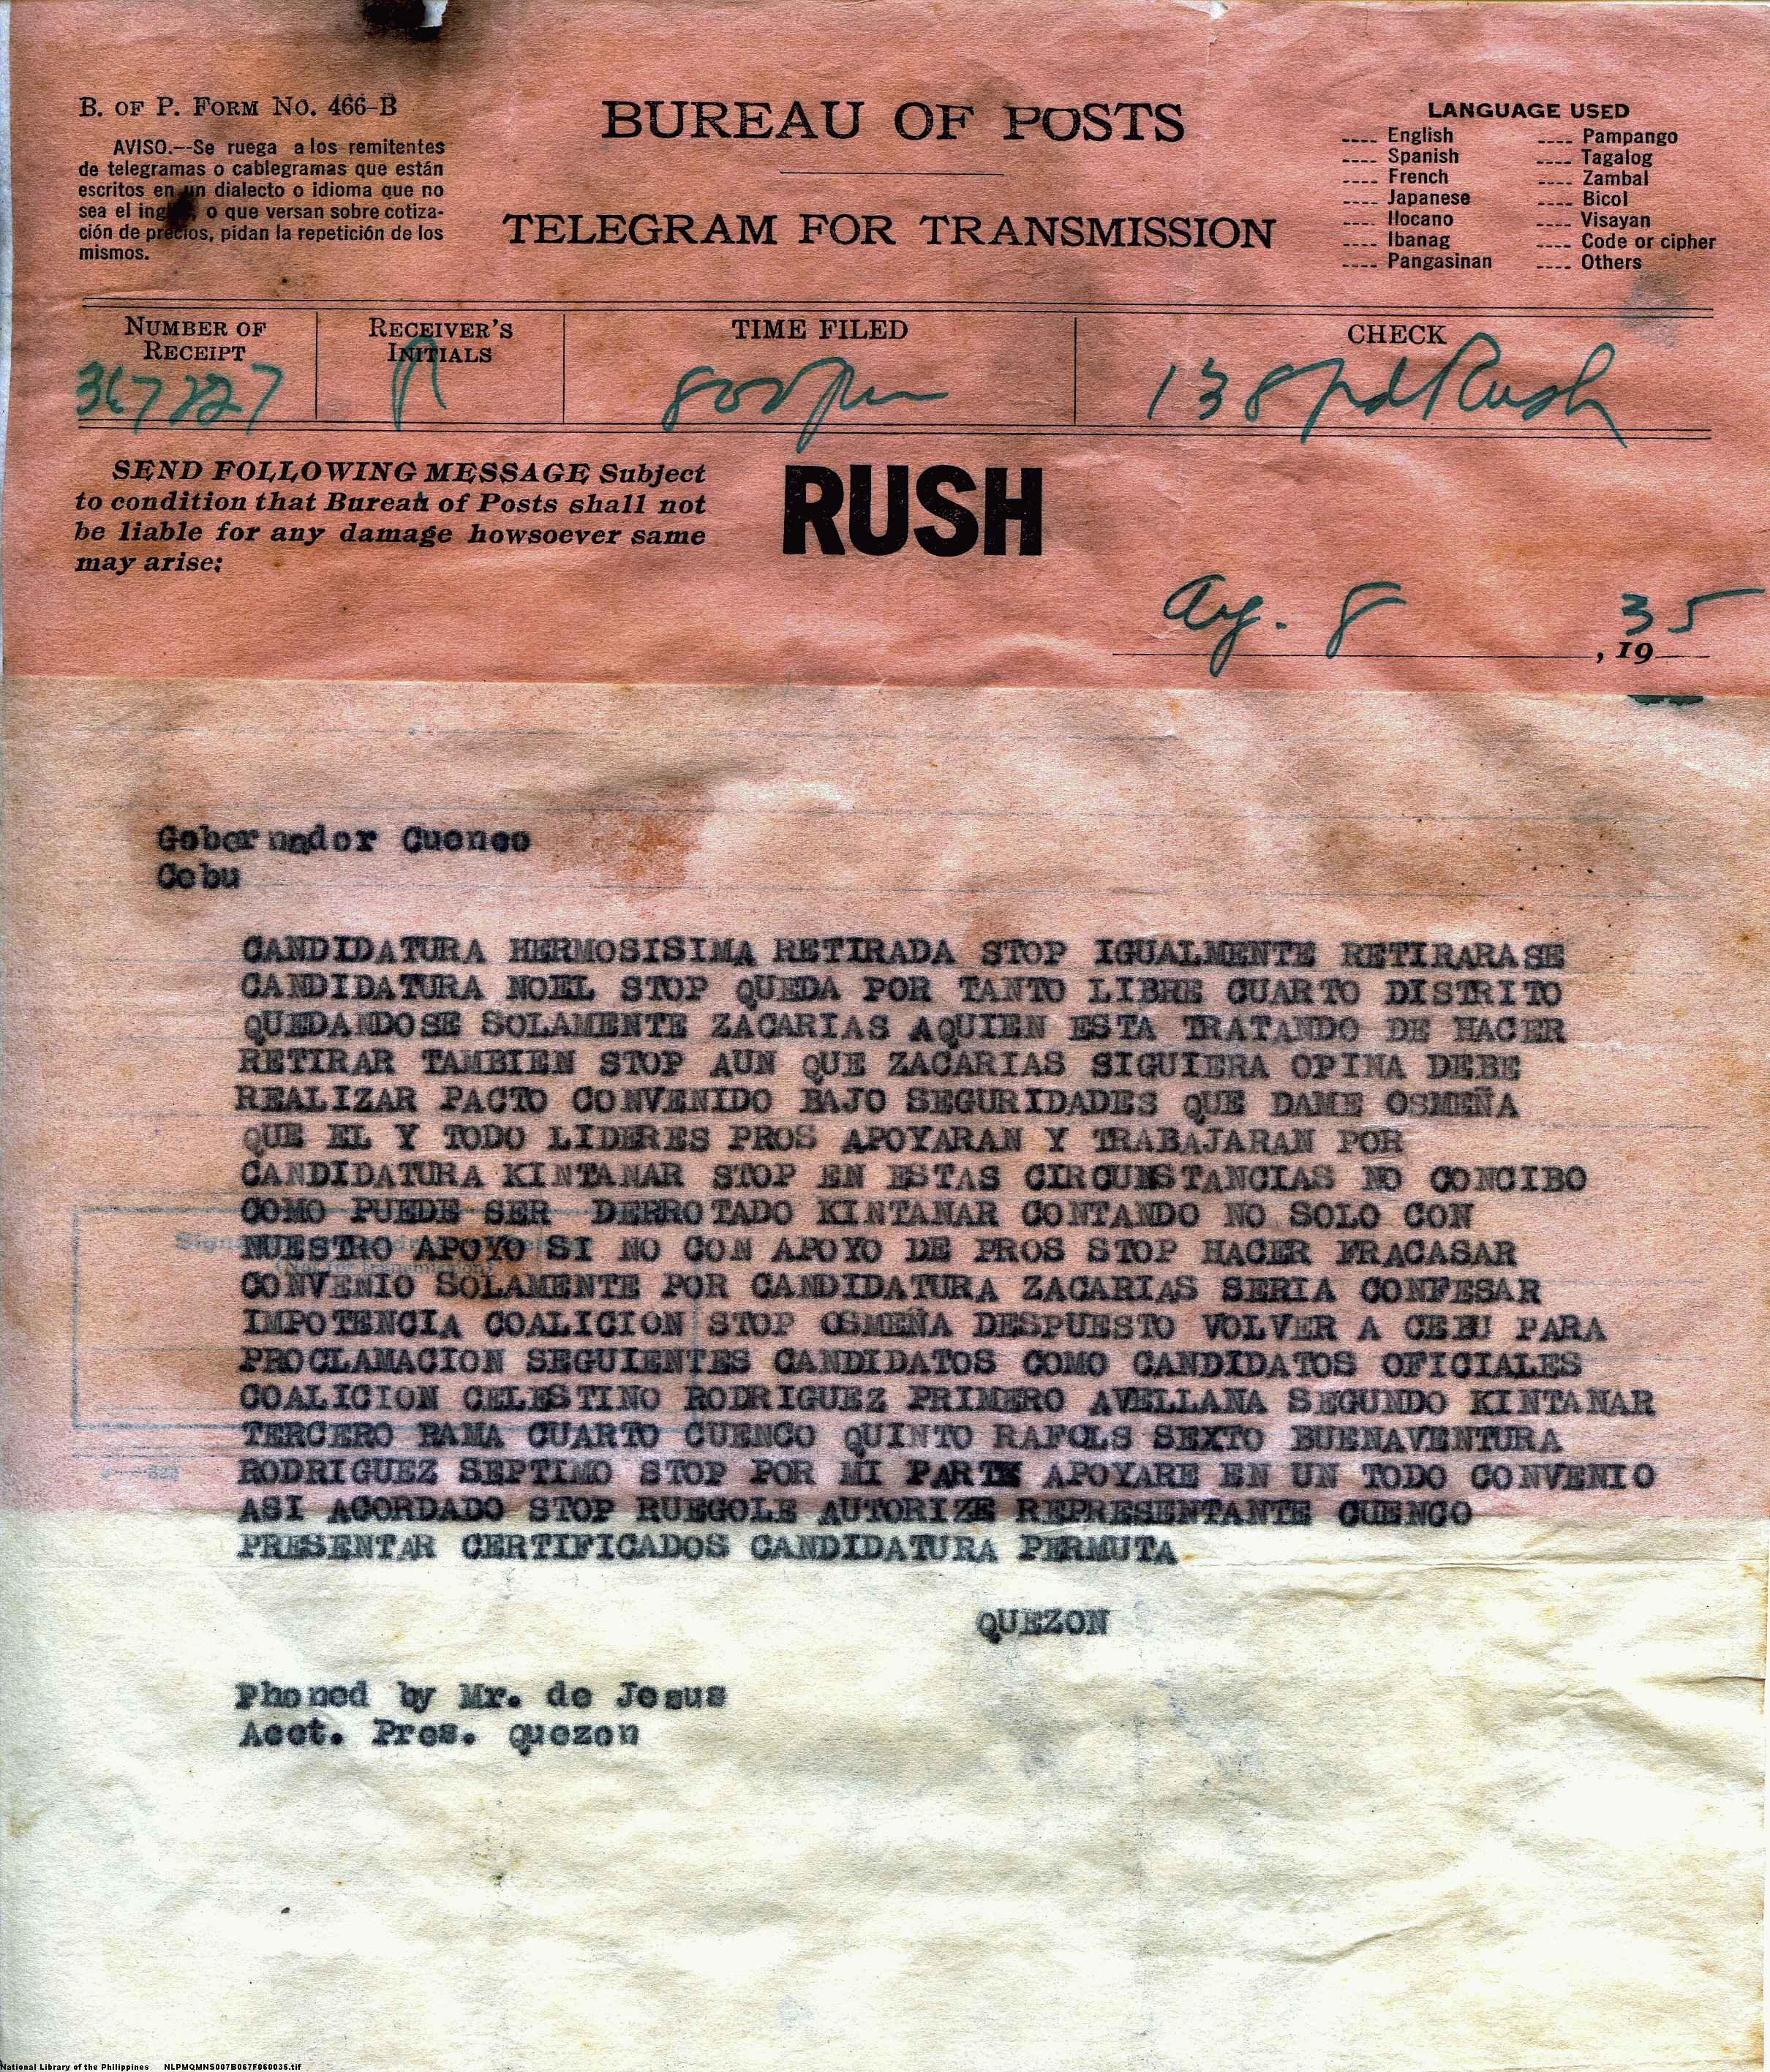 B. OF P. FORM NO. 466-B
AVISO.--Se ruega a los remitentes
de telegramas o cablegramas que están
escritos en un dialecto o idioma que no
sea el inglés, o que versan sobre cotiza-
ción de precios, pidan la repetición de los
mismos.
BUREAU OF POSTS
TELEGRAM FOR TRANSMISSION
LANGUAGE USED
---- English ---- Pampango
---- Spanish ---- Tagalog
---- French ---- Zambal
---- Japanese ---- Bicol
---- Ilocano ---- Visayan
---- Ibanag ---- Code or cipher
---- Pangasinan ---- Others
NUMBER OF RECEIPT
367227
RECEIVER'S INITIALS
TIME FILED
800pm
CHECK
138 pd Rush
SEND FOLLOWING MESSAGE Subject
to condition that Bureau of Posts shall not
be liable for any damage howsoever same
may arise:
RUSH
Aug. 8, 1935
Gobernador Cuenco
Cebu
CANDIDATURA HERMOSISIMA RETIRADA STOP IGUALMENTE RETIRARASE
CANDIDATURA NOEL STOP QUEDA POR TANTO LIBRE CUARTO DISTRITO
QUEDANDOSE SOLAMENTE ZACARIAS AQUIEN ESTA TRATANDO DE HACER
RETIRAR TAMBIEN STOP AUN QUE ZACARIAS SIGUIERA OPINA DEBE
REALIZAR PACTO CONVENIDO BAJO SEGURIDADES QUE DAME OSMEÑA
QUE EL Y TODO LIDERES PROS APOYARAN Y TRABAJARAN POR
CANDIDATURA KINTANAR STOP EN ESTAS CIRCUNSTANCIAS NO CONCIBO
COMO PUEDE SER DERROTADO KINTANAR CONTANDO NO SOLO CON
NUESTRO APOYO SI NO CON APOYO DE PROS STOP HACER FRACASAR
CONVENIO SOLAMENTE POR CANDIDATURA ZACARIAS SERIA CONFESAR
IMPOTENCIA COALICION STOP OSMEÑA DESPUESTO VOLVER A CEBU PARA
PROCLAMACION SEGUIENTES CANDIDATOS COMO CANDIDATOS OFICIALES
COALICION CELESTINO RODRIGUEZ PRIMERO AVELLANA SEGUNDO KINTANAR
TERCERO RAMA CUARTO CUENCO QUINTO RAFOLS SEXTO BUENAVENTURA
RODRIGUEZ SEPTIMO STOP POR MI PARTE APOYARE EN UN TODO CONVENIO
ASI ACORDADO STOP RUEGOLE AUTORIZE REPRESENTANTE CUENCO
PRESENTAR CERTIFICADOS CANDIDATURA PERMUTA
QUEZON
Phoned by Mr. de Jesus
Acct. Pres. Quezon
National Library of the Philippines NLPMQMNS007B067F060035.tif